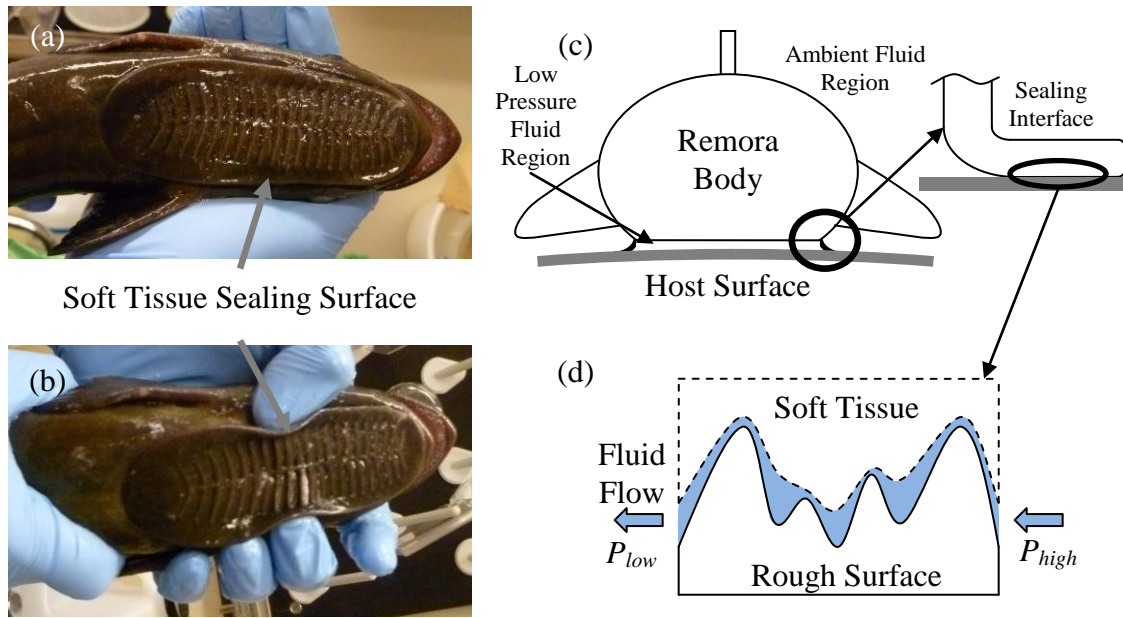 (a)
Soft Tissue Sealing Surface
(b)
(c)
Low
Pressure
Fluid
Region
Ambient Fluid
Region
Sealing
Interface
Remora
Body
Host Surface
(d)
Soft Tissue
Fluid
Flow
P_low
P_high
Rough Surface